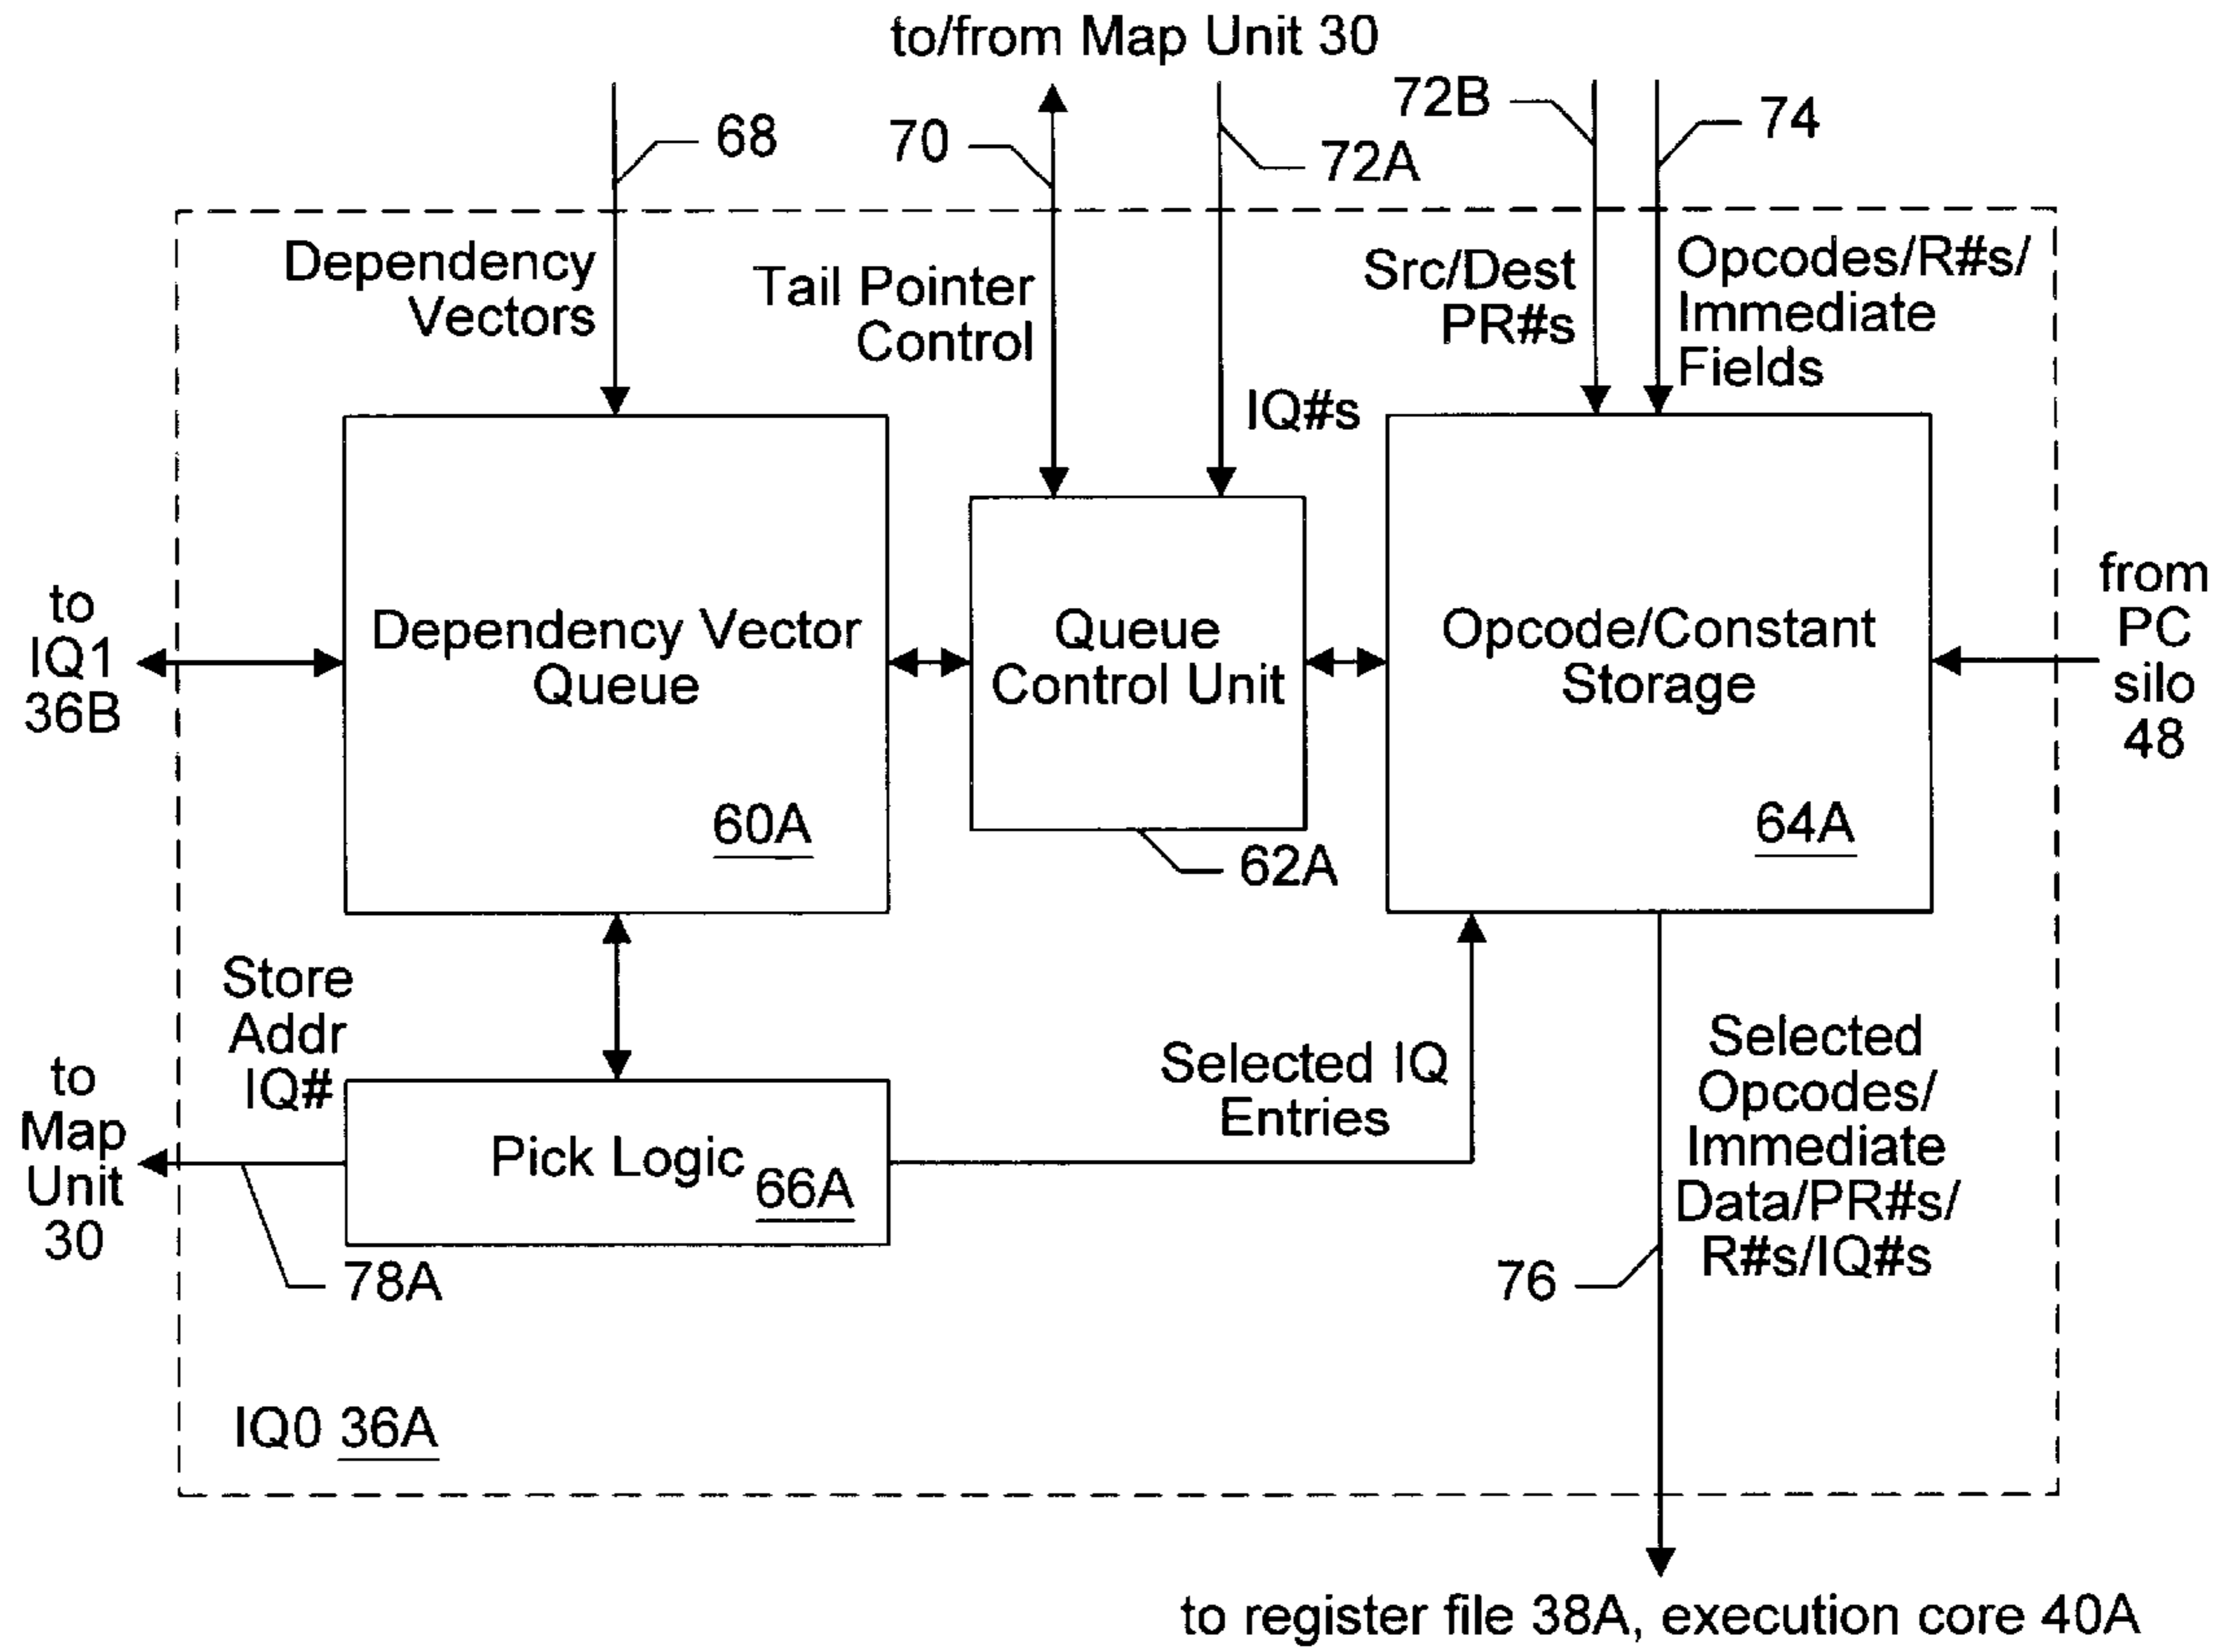 to/from Map Unit 30
68
70
72A
72B
74
Dependency
Vectors
Tail Pointer
Control
IQ#s
Src/Dest
PR#s
Opcodes/R#s/
Immediate
Fields
to
IQ1
36B
Dependency Vector
Queue
60A
Queue
Control Unit
62A
Opcode/Constant
Storage
64A
from
PC
silo
48
Store
Addr
IQ#
to
Map
Unit
30
Pick Logic
66A
78A
Selected IQ
Entries
Selected
Opcodes/
Immediate
Data/PR#s/
R#s/IQ#s
76
IQ0 36A
to register file 38A, execution core 40A